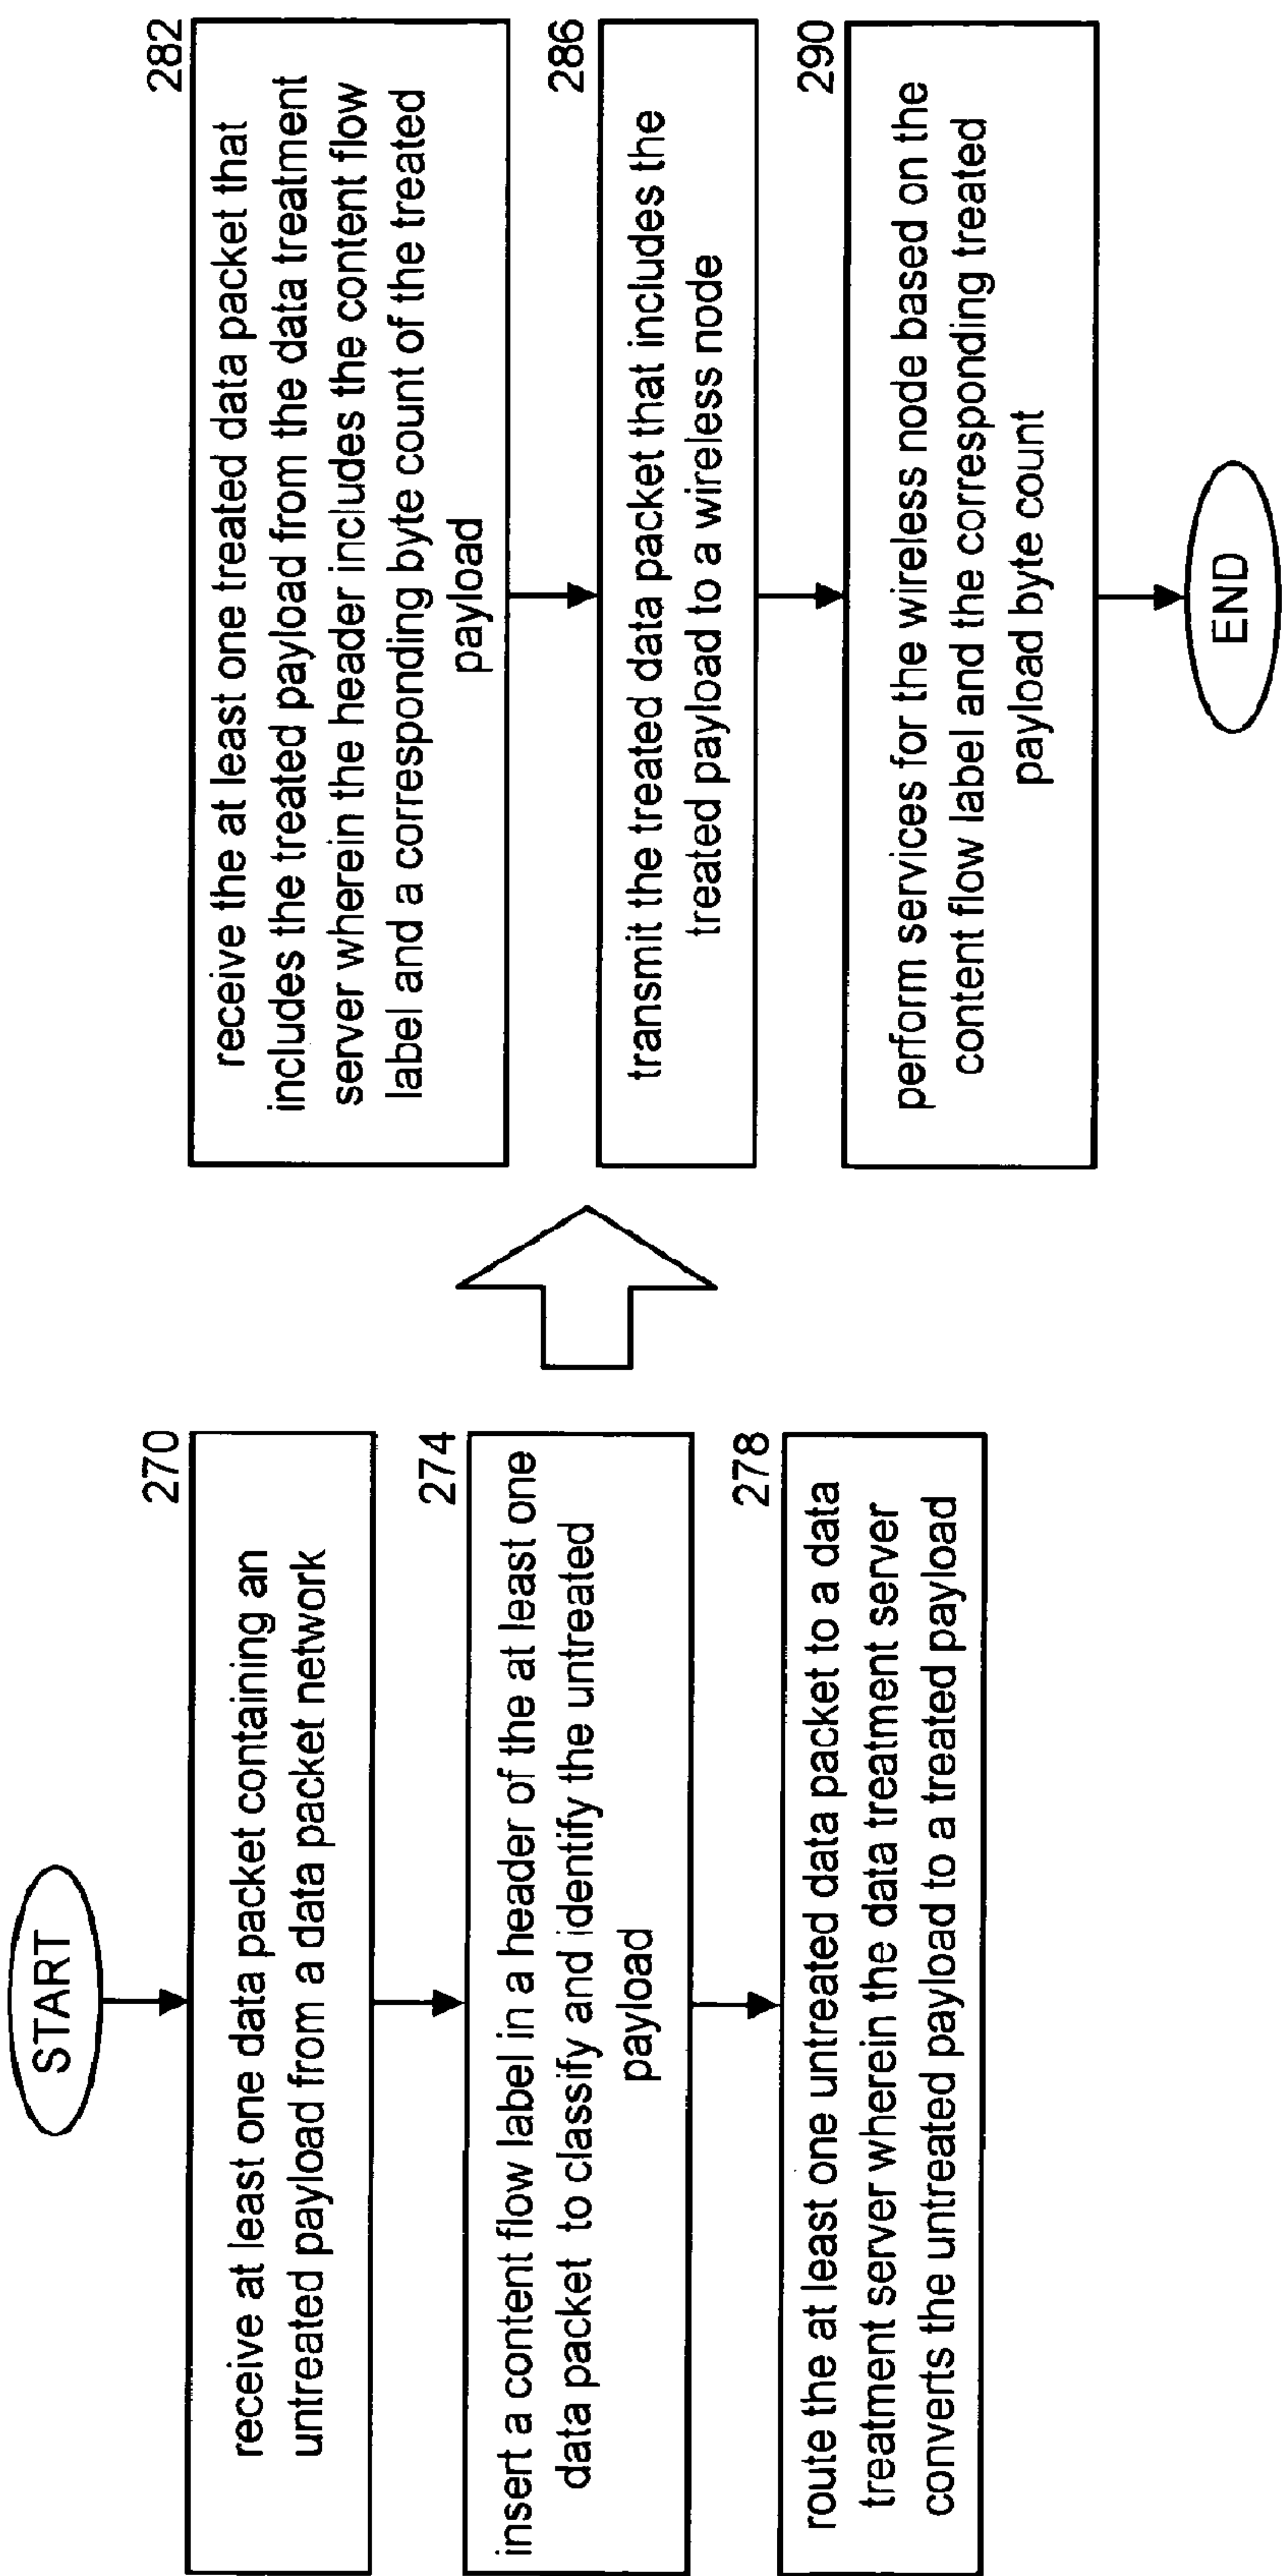 START
270
receive at least one data packet containing an
untreated payload from a data packet network
274
insert a content flow label in a header of the at least one
data packet to classify and identify the untreated
payload
278
route the at least one untreated data packet to a data
treatment server wherein the data treatment server
converts the untreated payload to a treated payload
282
receive the at least one treated data packet that
includes the treated payload from the data treatment
server wherein the header includes the content flow
label and a corresponding byte count of the treated
payload
286
transmit the treated data packet that includes the
treated payload to a wireless node
290
perform services for the wireless node based on the
content flow label and the corresponding treated
payload byte count
END